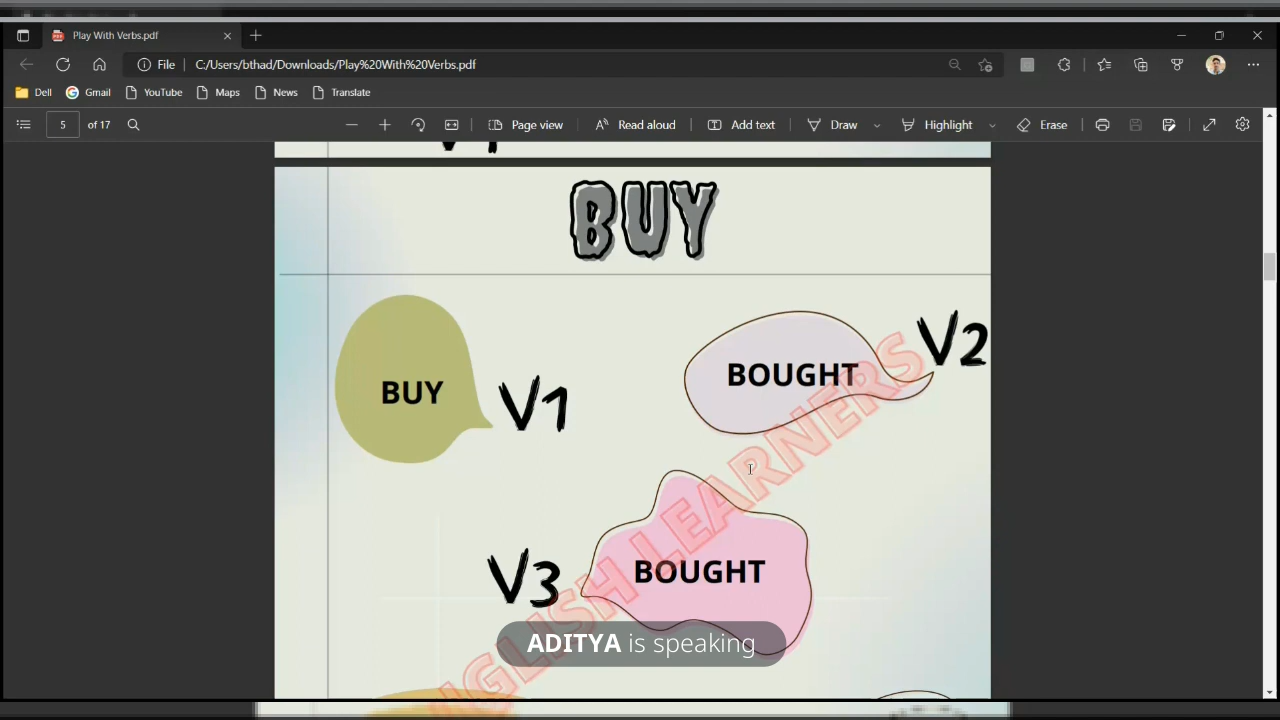 Play With Verbs.pdf
File
C:/Users/bthad/Downloads/Play%20With%20Verbs.pdf
Dell
Gmail
YouTube
Maps
News
Translate
5 of 17
Page view
Read aloud
Add text
Draw
Highlight
Erase
BUY
BUY
V1
BOUGHT
V2
V3
BOUGHT
ENGLISH LEARNERS
ADITYA is speaking